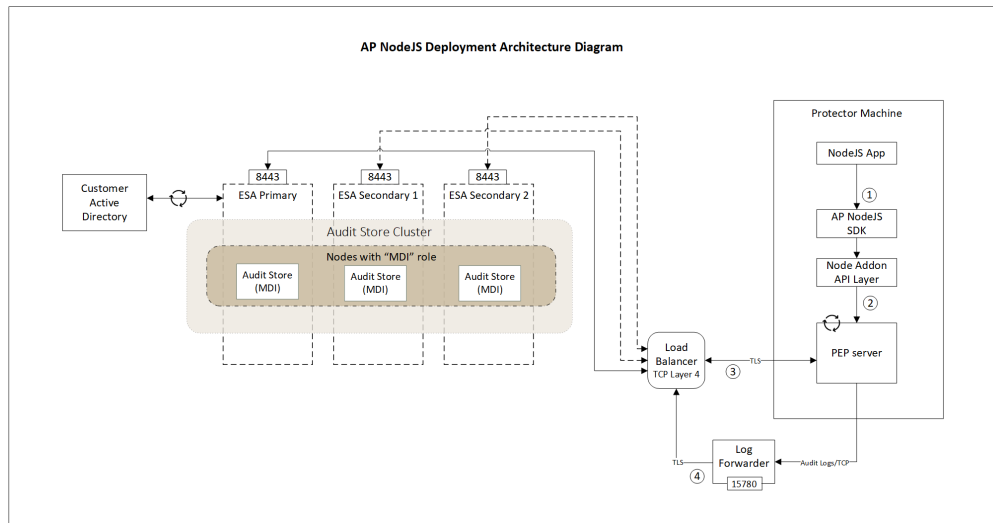 AP NodeJS Deployment Architecture Diagram
Protector Machine
NodeJS App
1
AP NodeJS
SDK
Node Addon
API Layer
2
PEP server
8443
8443
8443
Customer
Active
Directory
ESA Primary
ESA Secondary 1
ESA Secondary 2
Audit Store Cluster
Nodes with “MDI” role
Audit Store
(MDI)
Audit Store
(MDI)
Audit Store
(MDI)
Load
Balancer
TCP Layer 4
TLS
3
Log
Forwarder
15780
TLS
4
Audit Logs/TCP